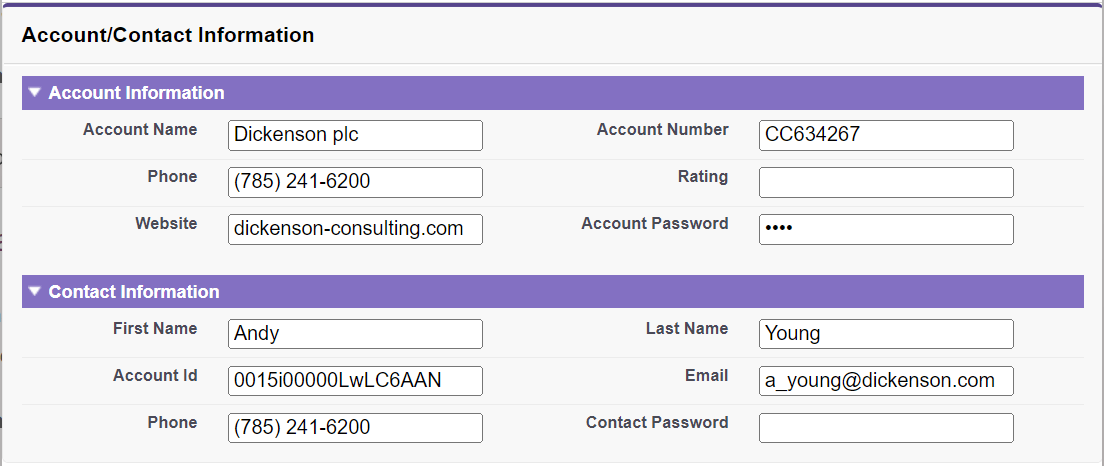 Account/Contact Information
Account Information
Account Name Dickenson plc Account Number CC634267
Phone (785) 241-6200 Rating
Website dickenson-consulting.com Account Password ••••
Contact Information
First Name Andy Last Name Young
Account Id 0015i00000LwLC6AAN Email a_young@dickenson.com
Phone (785) 241-6200 Contact Password